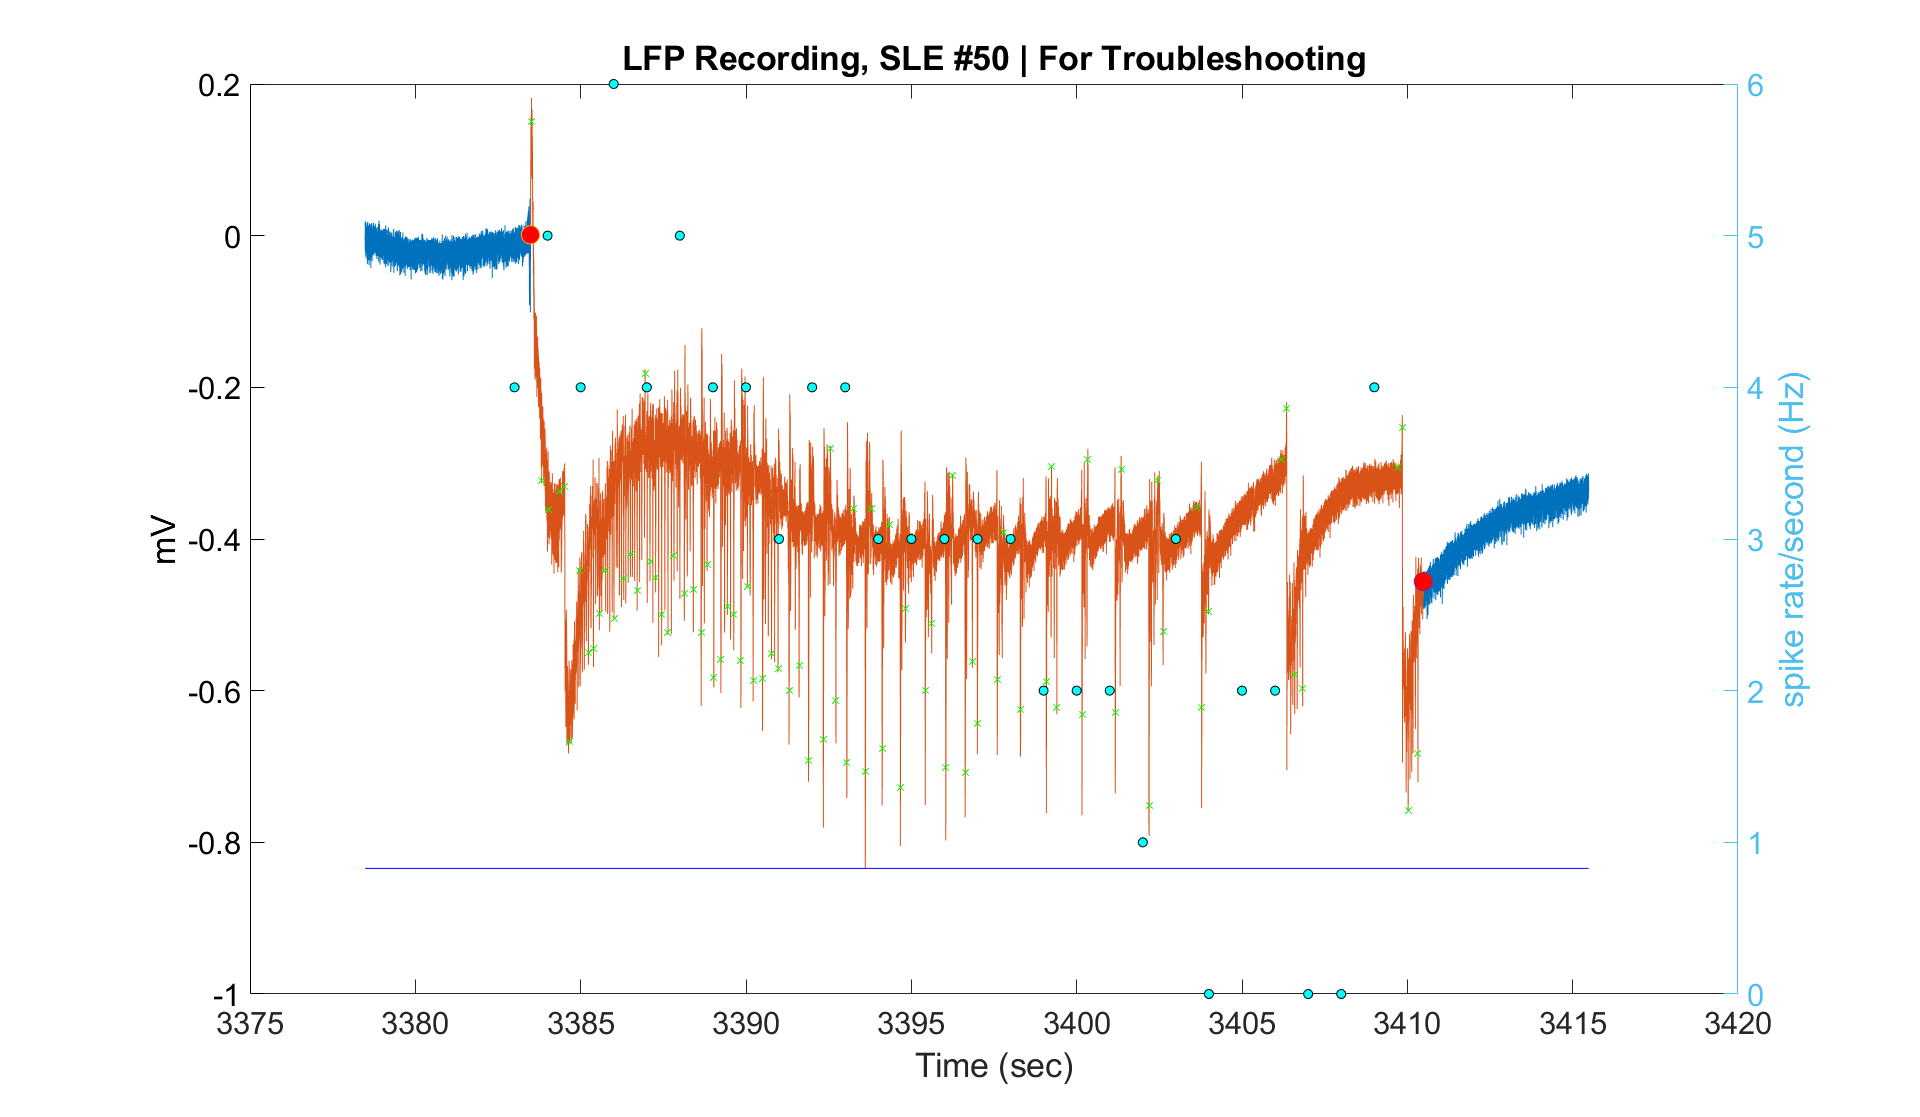 LFP Recording, SLE #50 | For Troubleshooting
0.2
0
-0.2
-0.4
-0.6
-0.8
-1
mV
6
5
4
3
2
1
0
spike rate/second (Hz)
3375 3380 3385 3390 3395 3400 3405 3410 3415 3420
Time (sec)